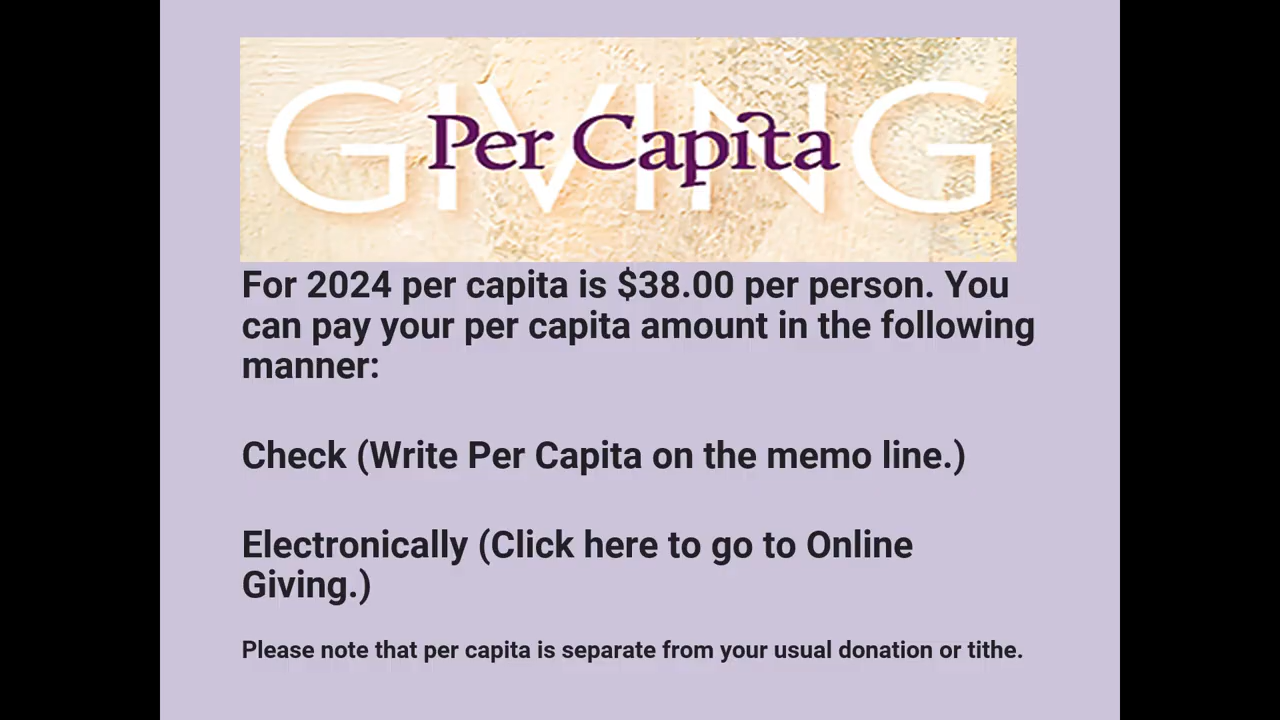 GIVING
Per Capita
For 2024 per capita is $38.00 per person. You
can pay your per capita amount in the following
manner:
Check (Write Per Capita on the memo line.)
Electronically (Click here to go to Online
Giving.)
Please note that per capita is separate from your usual donation or tithe.